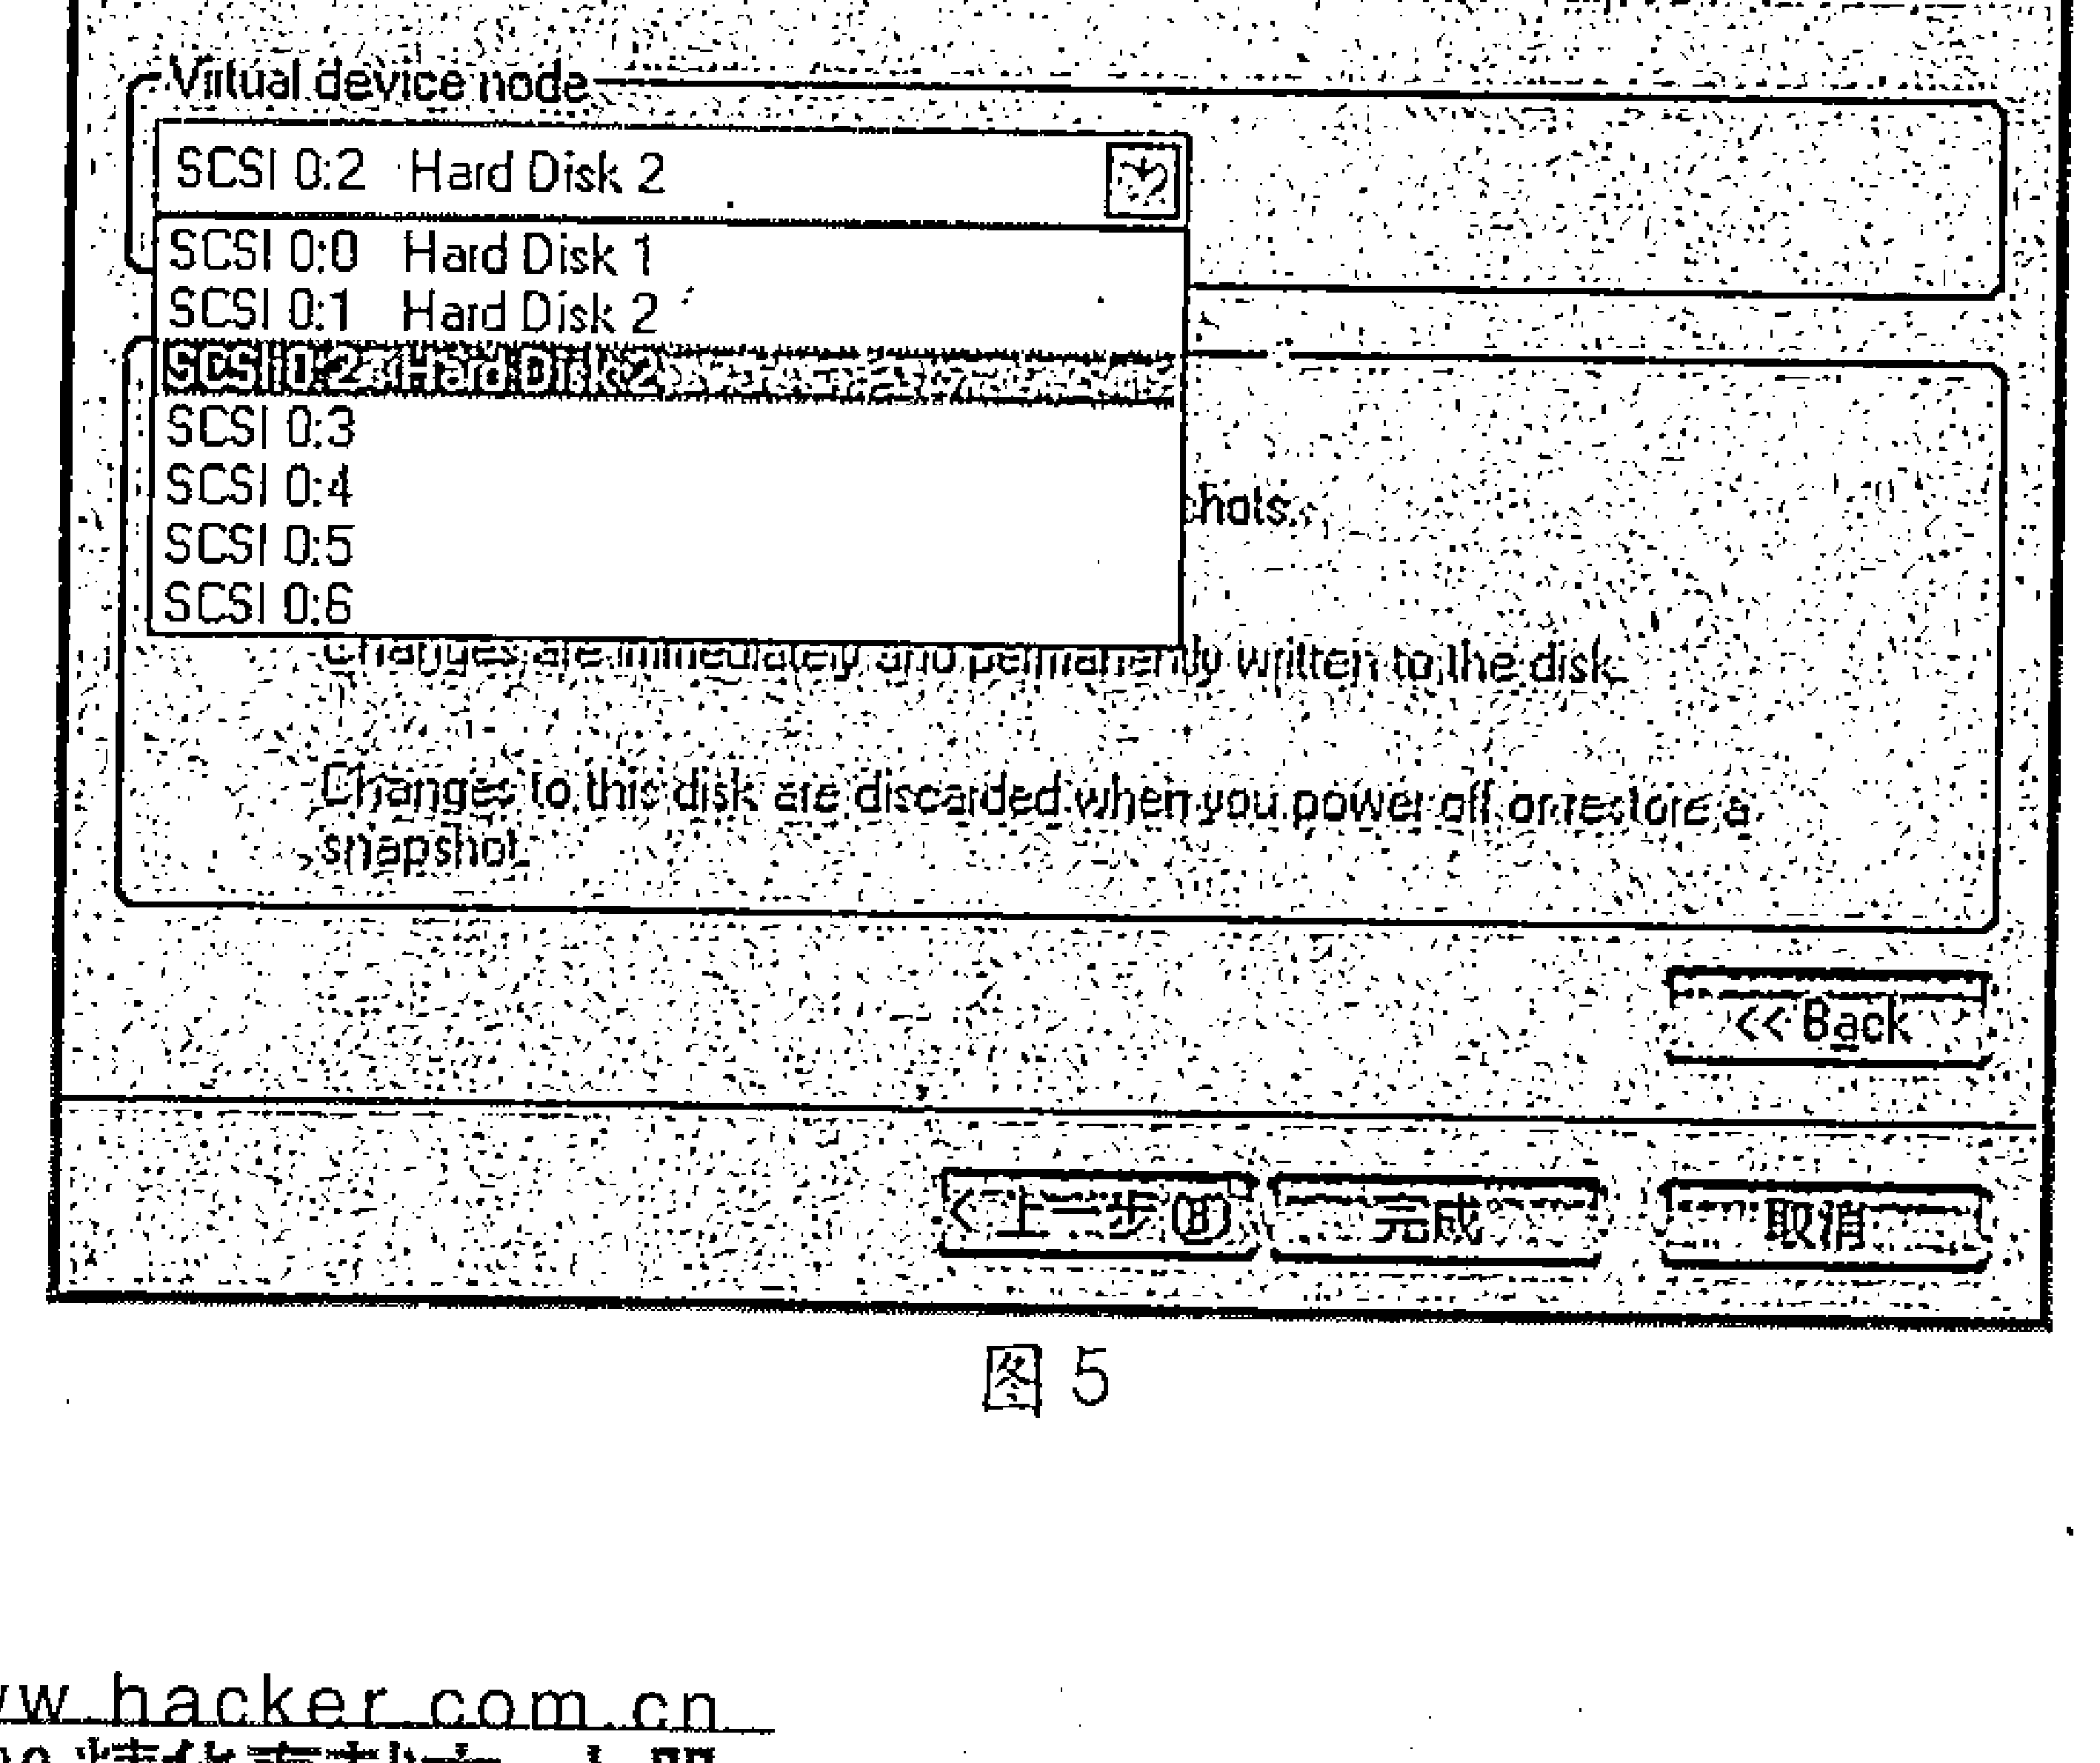 Virtual device node
SCSI 0:2 Hard Disk 2
SCSI 0:0 Hard Disk 1
SCSI 0:1 Hard Disk 2
SCSI 0:2 Hard Disk 2
SCSI 0:3
SCSI 0:4
SCSI 0:5
SCSI 0:6
hots.
Changes are immediately and permanently written to the disk.
Changes to this disk are discarded when you power off or restore a
snapshot.
<< Back
< 上一步(B)
完成
取消
图 5
w.hacker.com.cn